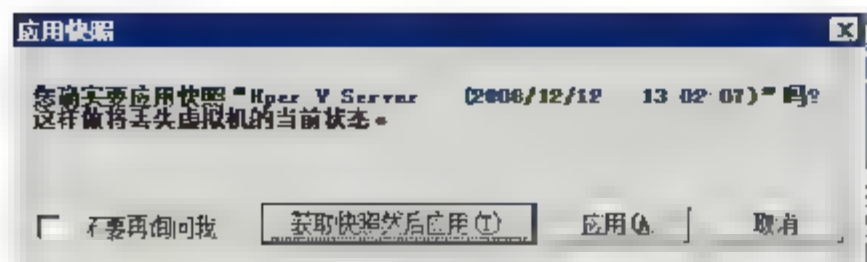 应用快照
您确实要应用快照“Hyper V Server (2008/12/12 13:02:07)”吗?
这样做将丢失虚拟机的当前状态。
不要再询问我 获取快照然后应用(T) 应用(A) 取消